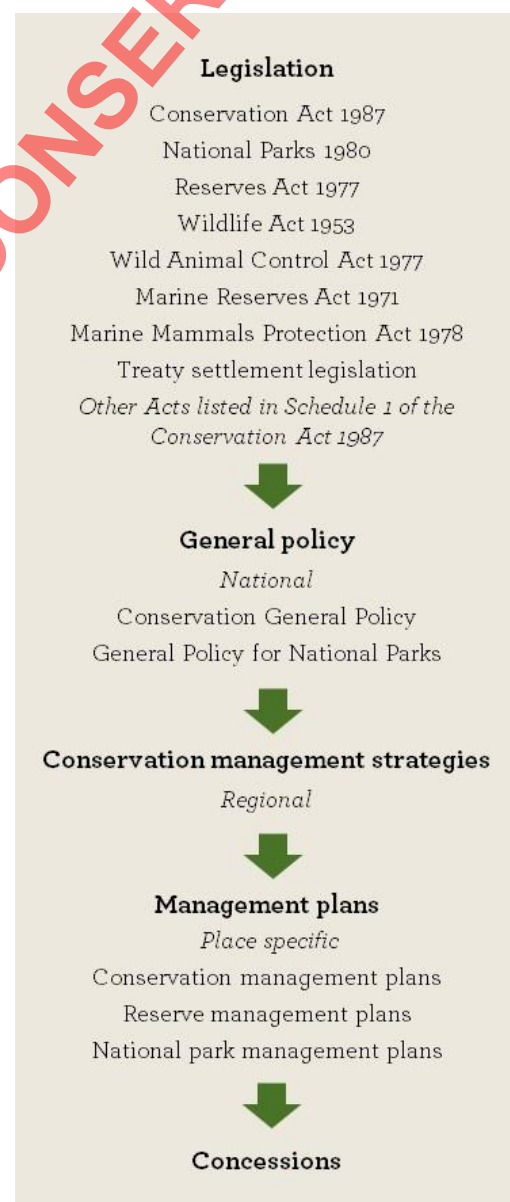 Legislation
Conservation Act 1987
National Parks 1980
Reserves Act 1977
Wildlife Act 1953
Wild Animal Control Act 1977
Marine Reserves Act 1971
Marine Mammals Protection Act 1978
Treaty settlement legislation
Other Acts listed in Schedule 1 of the
Conservation Act 1987
General policy
National
Conservation General Policy
General Policy for National Parks
Conservation management strategies
Regional
Management plans
Place specific
Conservation management plans
Reserve management plans
National park management plans
Concessions